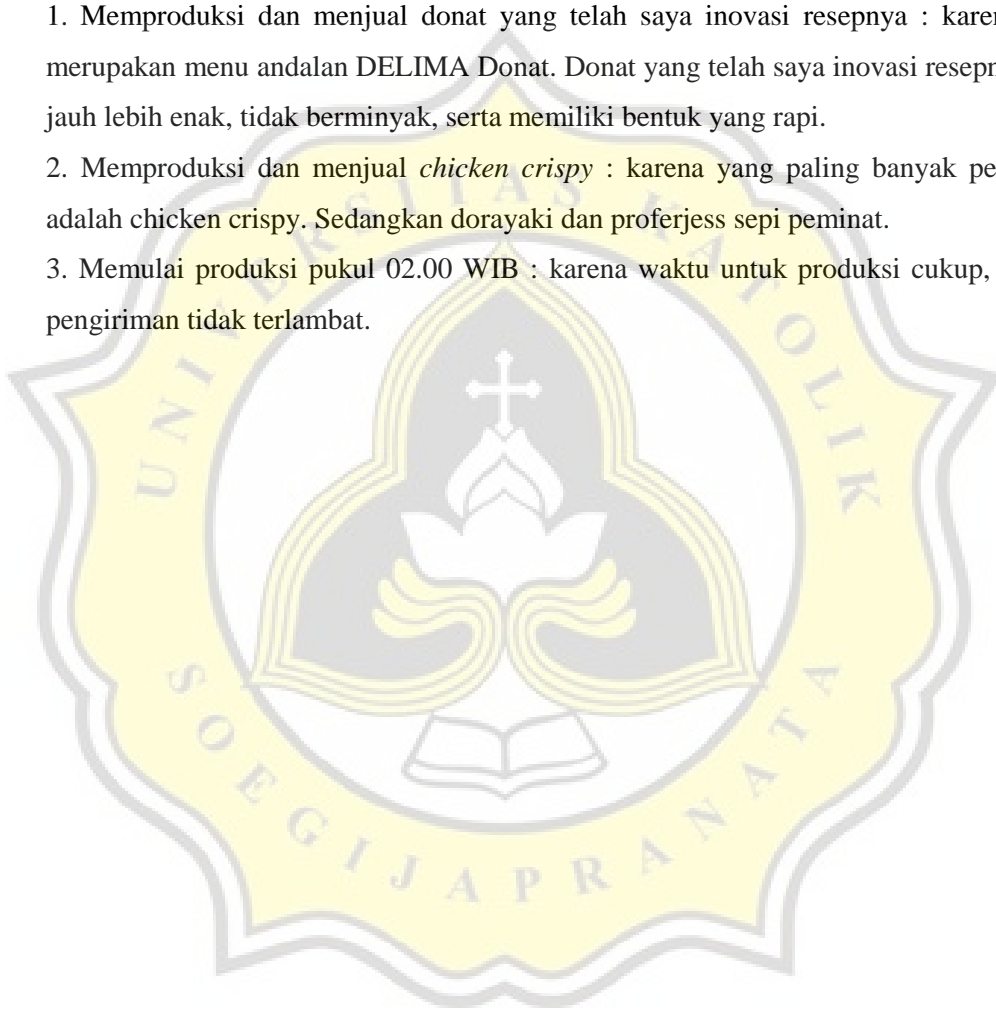 1. Memproduksi dan menjual donat yang telah saya inovasi resepnya : karen
merupakan menu andalan DELIMA Donat. Donat yang telah saya inovasi resepn
jauh lebih enak, tidak berminyak, serta memiliki bentuk yang rapi.
2. Memproduksi dan menjual chicken crispy : karena yang paling banyak pe
adalah chicken crispy. Sedangkan dorayaki dan proferjess sepi peminat.
3. Memulai produksi pukul 02.00 WIB : karena waktu untuk produksi cukup,
pengiriman tidak terlambat.
UNIVERSITAS KATOLIK
SOEGIJAPRANATA